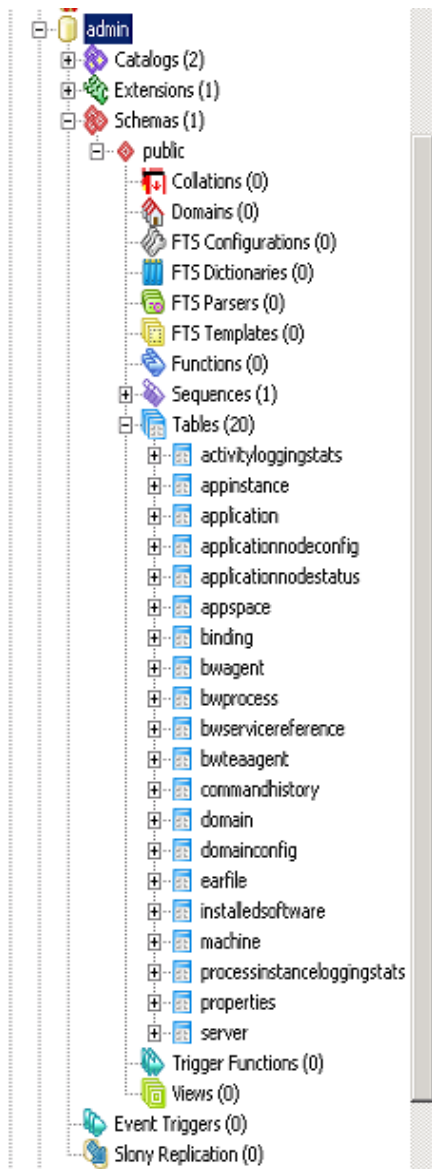 admin
Catalogs (2)
Extensions (1)
Schemas (1)
public
Collations (0)
Domains (0)
FTS Configurations (0)
FTS Dictionaries (0)
FTS Parsers (0)
FTS Templates (0)
Functions (0)
Sequences (1)
Tables (20)
activityloggingstats
appinstance
application
applicationnodeconfig
applicationnodestatus
appspace
binding
bwagent
bwprocess
bwservicereference
bwteaagent
commandhistory
domain
domainconfig
earfile
installedsoftware
machine
processinstanceloggingstats
properties
server
Trigger Functions (0)
Views (0)
Event Triggers (0)
Slony Replication (0)